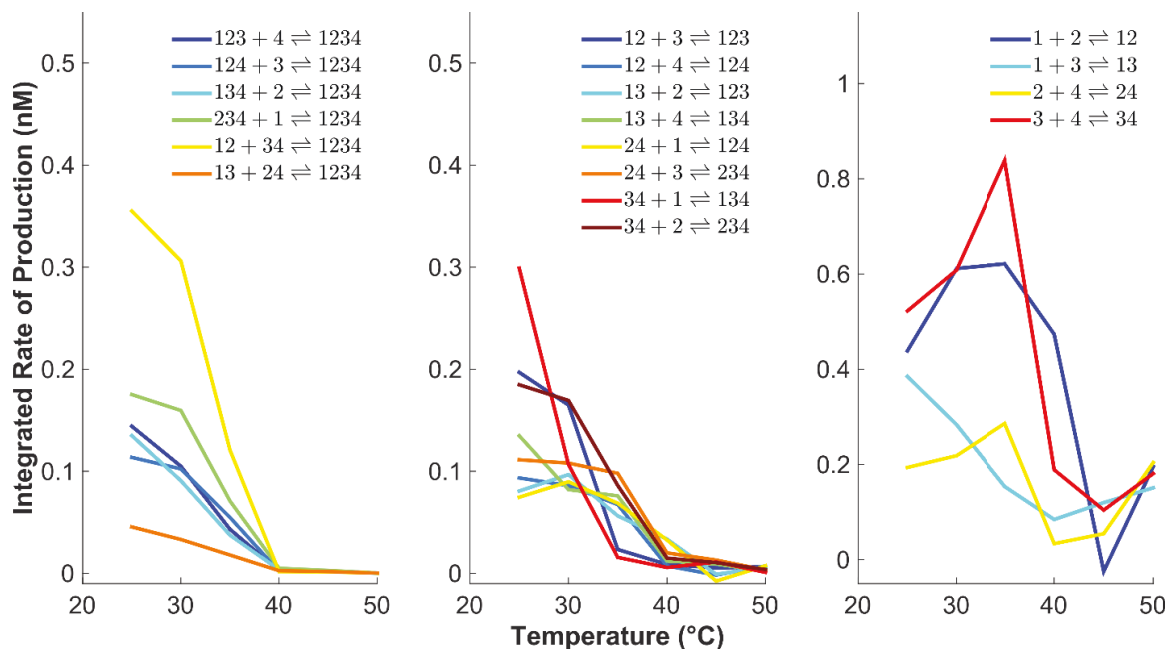 Integrated Rate of Production (nM)
0.5
0.4
0.3
0.2
0.1
0
20
30
40
50
123 + 4 ⇌ 1234
124 + 3 ⇌ 1234
134 + 2 ⇌ 1234
234 + 1 ⇌ 1234
12 + 34 ⇌ 1234
13 + 24 ⇌ 1234
0.5
0.4
0.3
0.2
0.1
0
20
30
40
50
12 + 3 ⇌ 123
12 + 4 ⇌ 124
13 + 2 ⇌ 123
13 + 4 ⇌ 134
24 + 1 ⇌ 124
24 + 3 ⇌ 234
34 + 1 ⇌ 134
34 + 2 ⇌ 234
1
0.8
0.6
0.4
0.2
0
20
30
40
50
1 + 2 ⇌ 12
1 + 3 ⇌ 13
2 + 4 ⇌ 24
3 + 4 ⇌ 34
Temperature (°C)